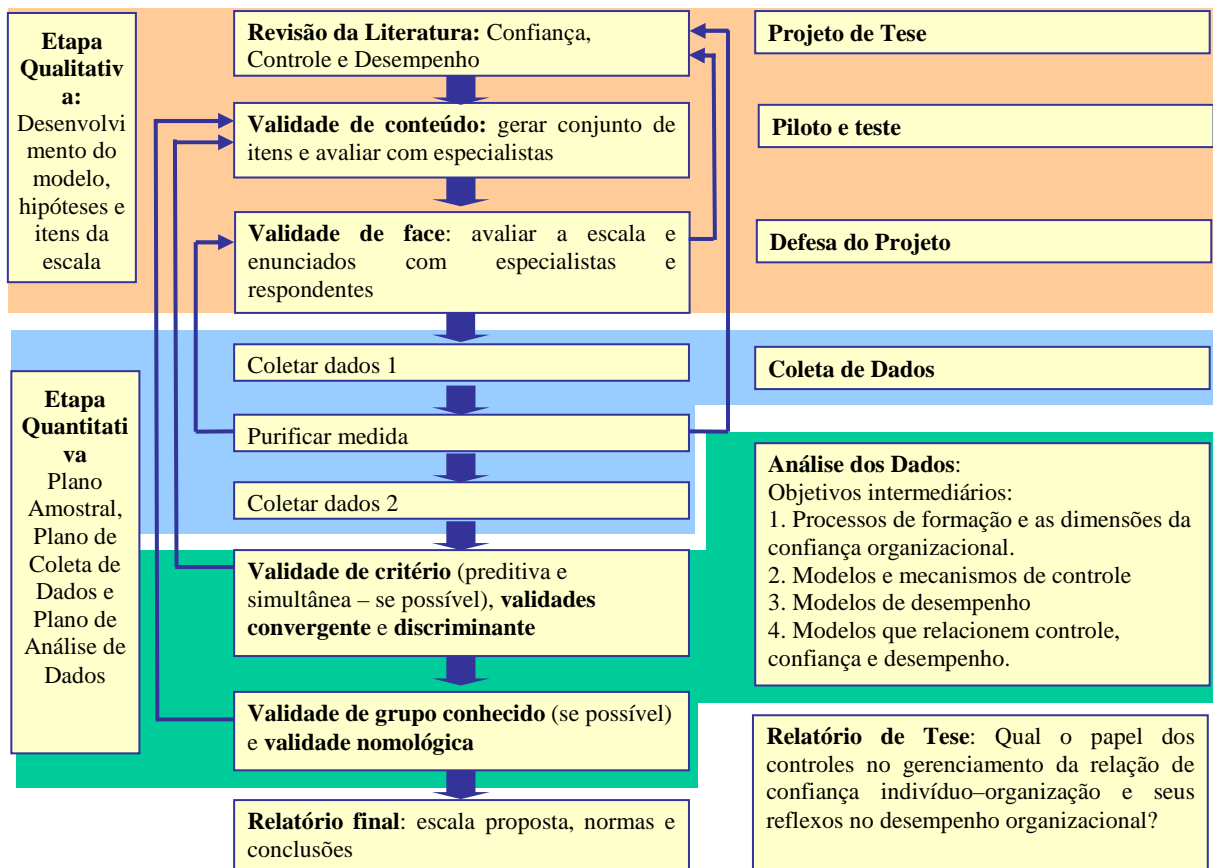 Etapa
Qualitativ
a:
Desenvolvi
mento do
modelo,
hipóteses e
itens da
escala
Revisão da Literatura: Confiança,
Controle e Desempenho
Projeto de Tese
Validade de conteúdo: gerar conjunto de
itens e avaliar com especialistas
Piloto e teste
Validade de face: avaliar a escala e
enunciados com especialistas e
respondentes
Defesa do Projeto
Etapa
Quantitati
va
Plano
Amostral,
Plano de
Coleta de
Dados e
Plano de
Análise de
Dados
Coletar dados 1
Coleta de Dados
Purificar medida
Coletar dados 2
Análise dos Dados:
Objetivos intermediários:
1. Processos de formação e as dimensões da
confiança organizacional.
2. Modelos e mecanismos de controle
3. Modelos de desempenho
4. Modelos que relacionem controle,
confiança e desempenho.
Validade de critério (preditiva e
simultânea – se possível), validades
convergente e discriminante
Validade de grupo conhecido (se possível)
e validade nomológica
Relatório de Tese: Qual o papel dos
controles no gerenciamento da relação de
confiança indivíduo–organização e seus
reflexos no desempenho organizacional?
Relatório final: escala proposta, normas e
conclusões